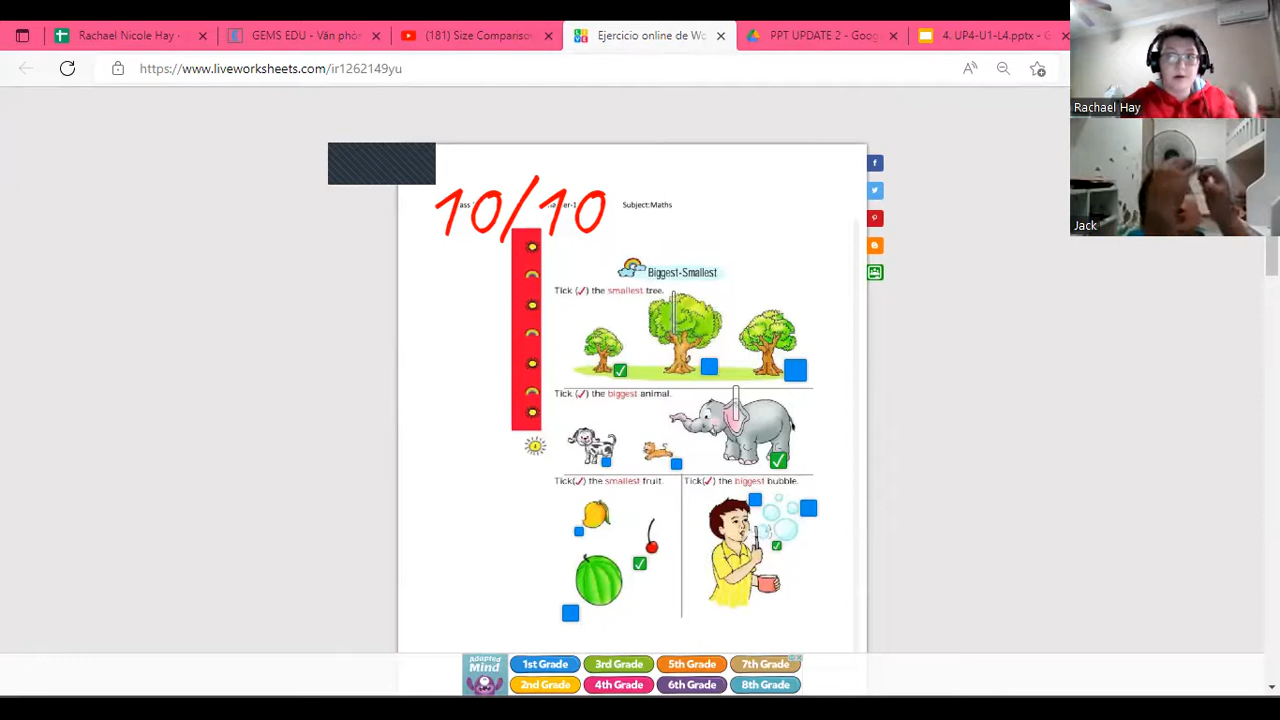 Rachael Nicole Hay -
GEMS EDU - Văn phò
(181) Size Compariso
Ejercicio online de Wo
PPT UPDATE 2 - Goog
4. UP4-U1-L4.pptx - G
https://www.liveworksheets.com/ir1262149yu
Rachael Hay
Jack
10/10
Subject:Maths
Biggest-Smallest
Tick (✓) the smallest tree.
Tick (✓) the biggest animal.
Tick(✓) the smallest fruit.
Tick(✓) the biggest bubble.
Adapted Mind
1st Grade
3rd Grade
5th Grade
7th Grade
2nd Grade
4th Grade
6th Grade
8th Grade